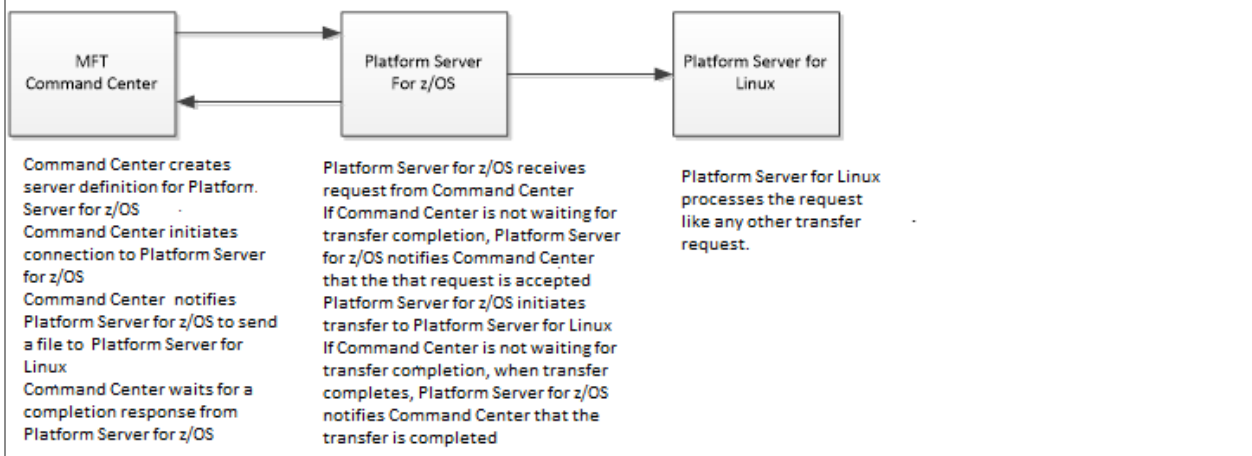 MFT
Command Center
Platform Server
For z/OS
Platform Server for
Linux
Command Center creates
server definition for Platform.
Server for z/OS
Command Center initiates
connection to Platform Server
for z/OS
Command Center notifies
Platform Server for z/OS to send
a file to Platform Server for
Linux
Command Center waits for a
completion response from
Platform Server for z/OS
Platform Server for z/OS receives
request from Command Center
If Command Center is not waiting for
transfer completion, Platform Server
for z/OS notifies Command Center
that the that request is accepted
Platform Server for z/OS initiates
transfer to Platform Server for Linux
If Command Center is not waiting for
transfer completion, when transfer
completes, Platform Server for z/OS
notifies Command Center that the
transfer is completed
Platform Server for Linux
processes the request
like any other transfer
request.